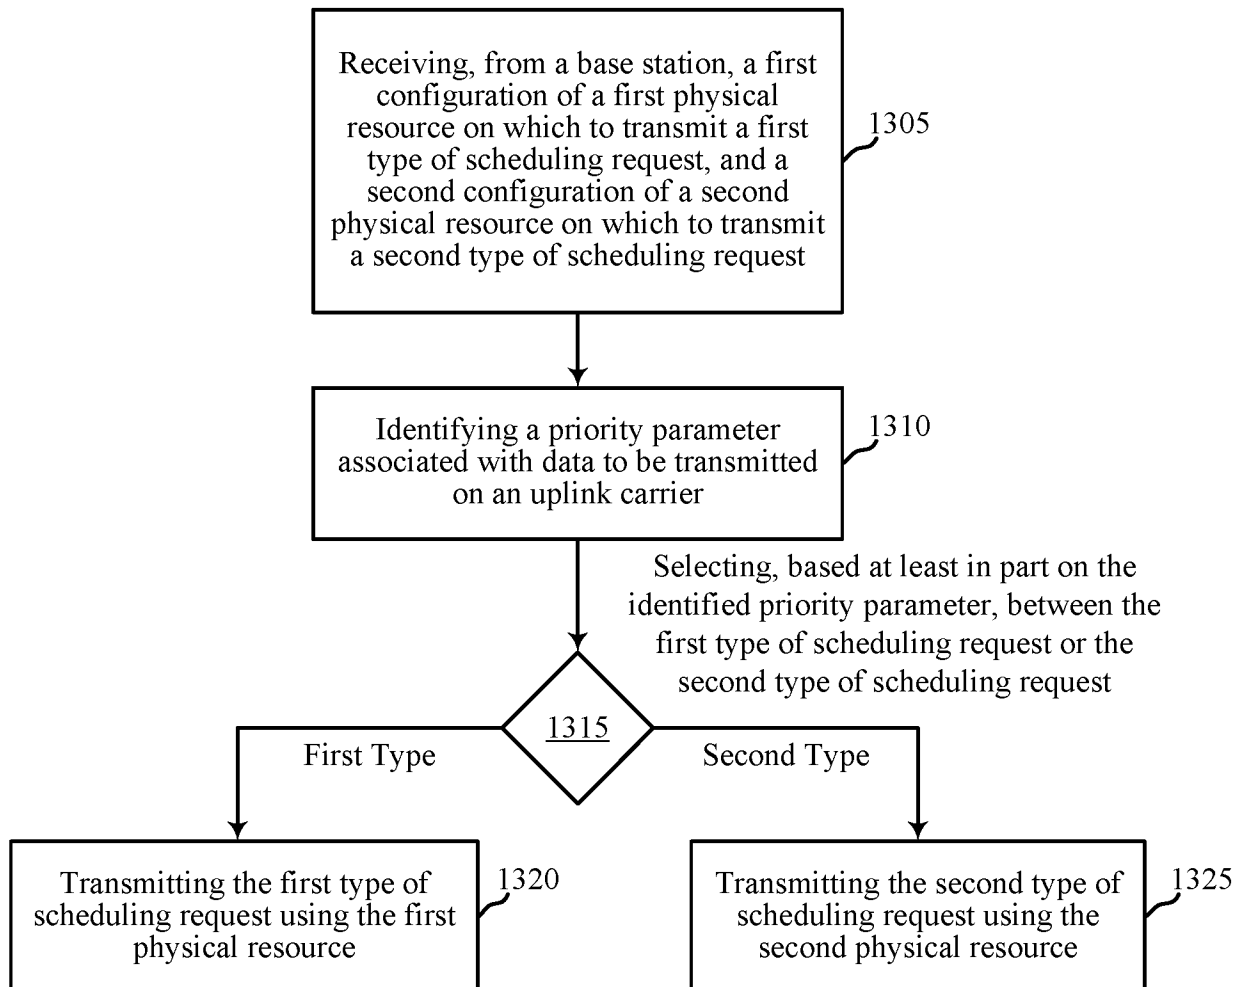 Receiving, from a base station, a first
configuration of a first physical
resource on which to transmit a first
type of scheduling request, and a
second configuration of a second
physical resource on which to transmit
a second type of scheduling request
1305
Identifying a priority parameter
associated with data to be transmitted
on an uplink carrier
1310
Selecting, based at least in part on the
identified priority parameter, between the
first type of scheduling request or the
second type of scheduling request
1315
First Type
Second Type
Transmitting the first type of
scheduling request using the first
physical resource
1320
Transmitting the second type of
scheduling request using the
second physical resource
1325